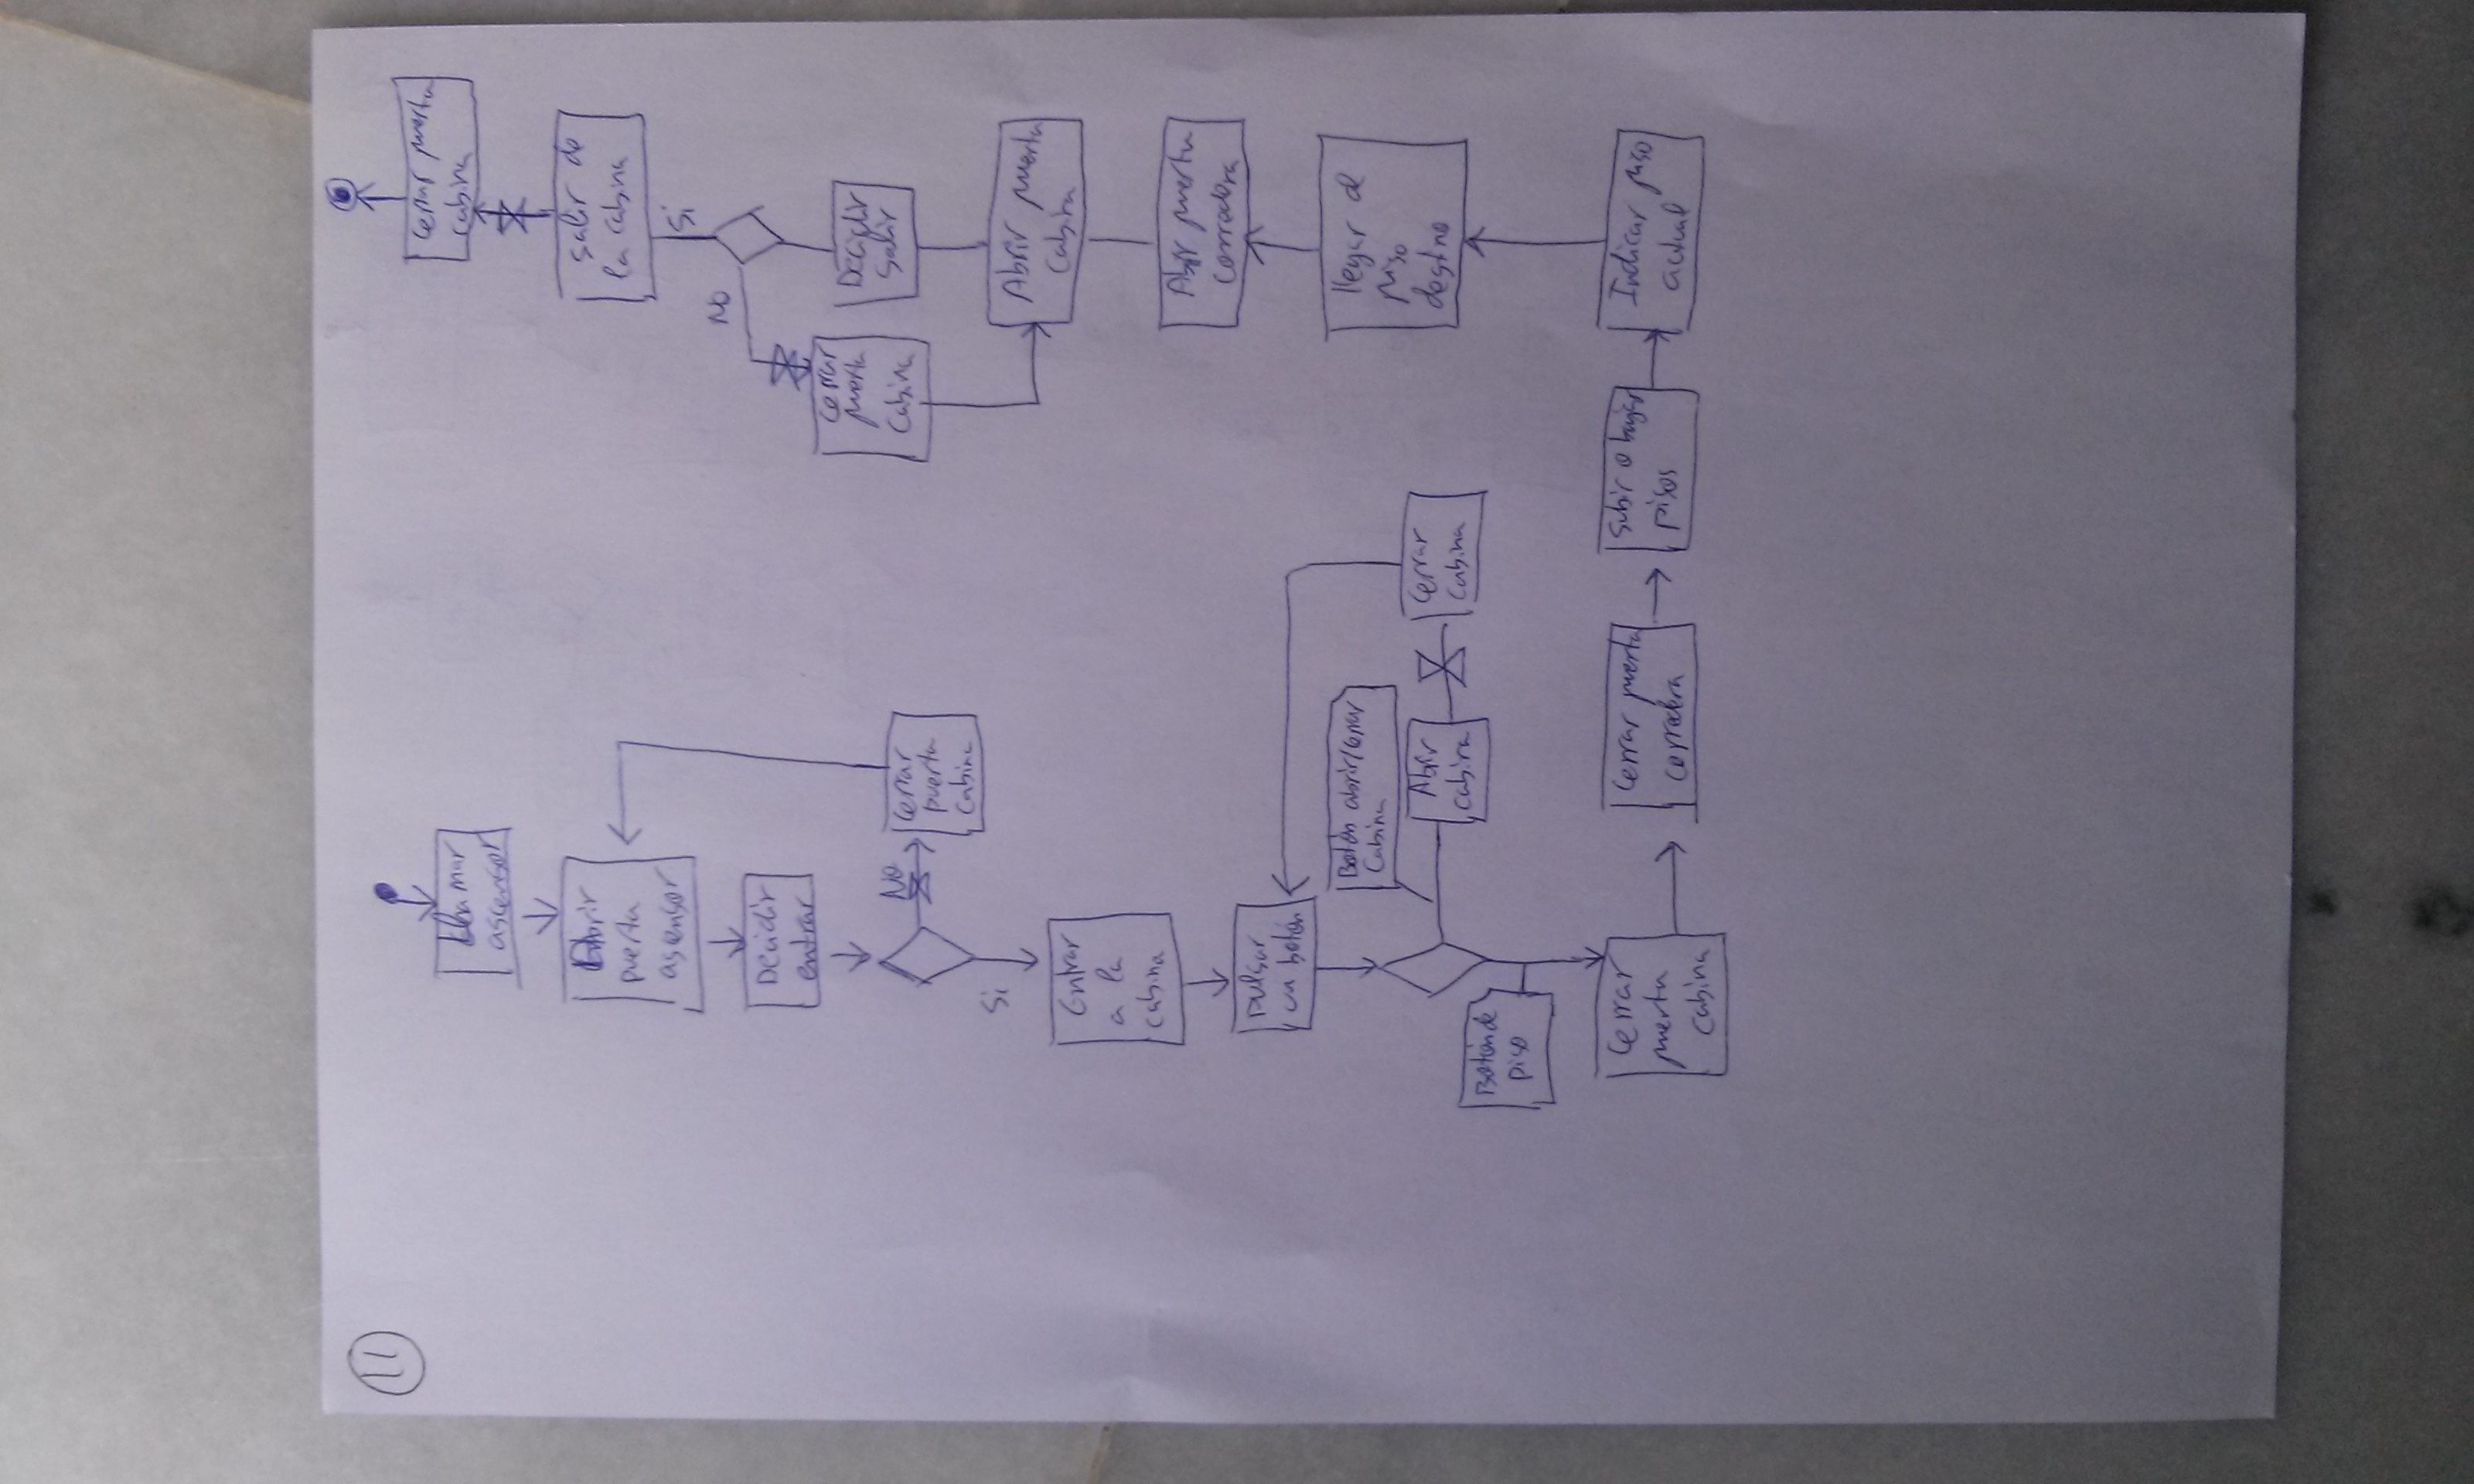 11
Llamar
ascensor
Abrir
puerta
ascensor
Decidir
entrar
No
Cerrar
puerta
Cabina
Si
Entrar
a la
cabina
Pulsar
un botón
Botón abrir/cerrar
Cabina
Abrir
cabina
Cerrar
Cabina
Botón de
piso
Cerrar
puerta
cabina
Cerrar puerta
corredera
Subir o bajar
pisos
Indicar piso
actual
llegar al
piso
destino
Abrir puerta
corredera
Abrir puerta
Cabina
Decidir
Salir
No
Cerrar
puerta
Cabina
Si
Salir de
la cabina
Cerrar puerta
cabina